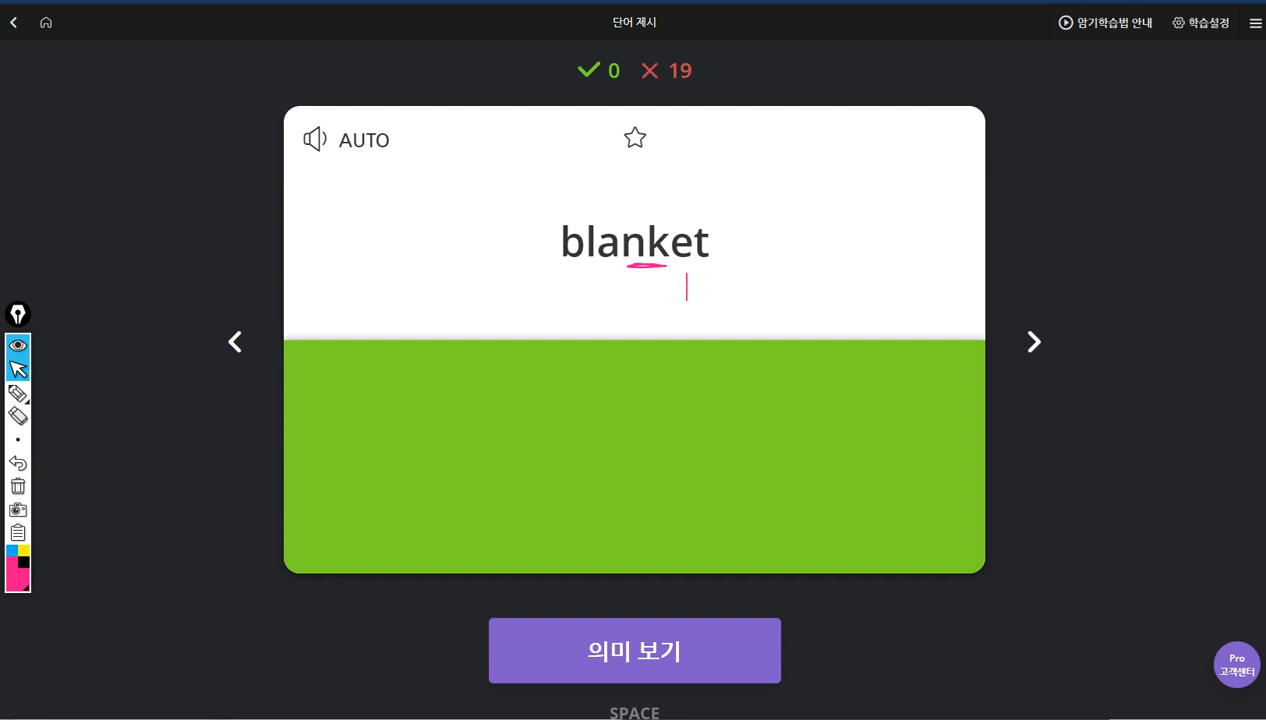 단어 제시
암기학습법 안내
학습설정
0 19
AUTO
blanket
의미 보기
SPACE
Pro
고객센터